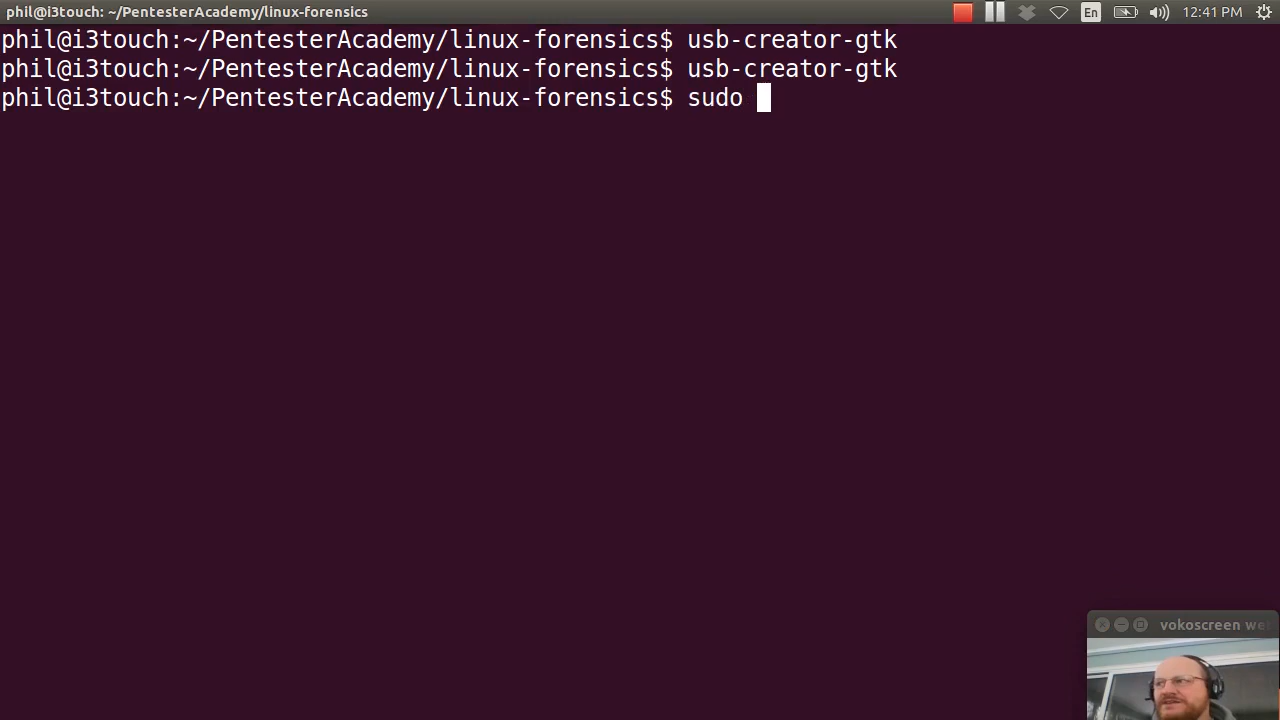 phil@i3touch: ~/PentesterAcademy/linux-forensics
En
12:41 PM
phil@i3touch:~/PentesterAcademy/linux-forensics$ usb-creator-gtk
phil@i3touch:~/PentesterAcademy/linux-forensics$ usb-creator-gtk
phil@i3touch:~/PentesterAcademy/linux-forensics$ sudo
vokoscreen we